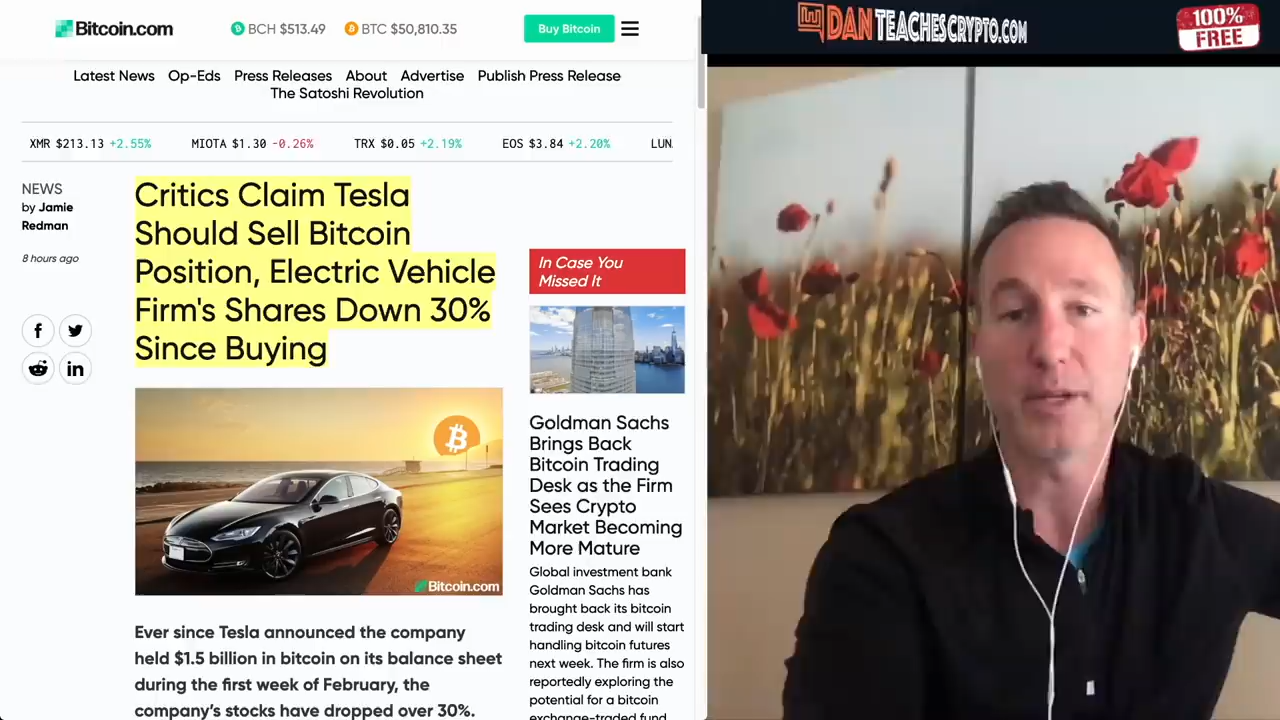 Bitcoin.com
BCH $513.49
BTC $50,810.35
Buy Bitcoin
Latest News Op-Eds Press Releases About Advertise Publish Press Release
The Satoshi Revolution
XMR $213.13 +2.55% MIOTA $1.30 -0.26% TRX $0.05 +2.19% EOS $3.84 +2.20% LUN
NEWS
by Jamie
Redman
8 hours ago
Critics Claim Tesla
Should Sell Bitcoin
Position, Electric Vehicle
Firm's Shares Down 30%
Since Buying
Bitcoin.com
Ever since Tesla announced the company
held $1.5 billion in bitcoin on its balance sheet
during the first week of February, the
company's stocks have dropped over 30%.
In Case You
Missed It
Goldman Sachs
Brings Back
Bitcoin Trading
Desk as the Firm
Sees Crypto
Market Becoming
More Mature
Global investment bank
Goldman Sachs has
brought back its bitcoin
trading desk and will start
handling bitcoin futures
next week. The firm is also
reportedly exploring the
potential for a bitcoin
exchange-traded fund
DAN TEACHESCRYPTO.COM
100%
FREE